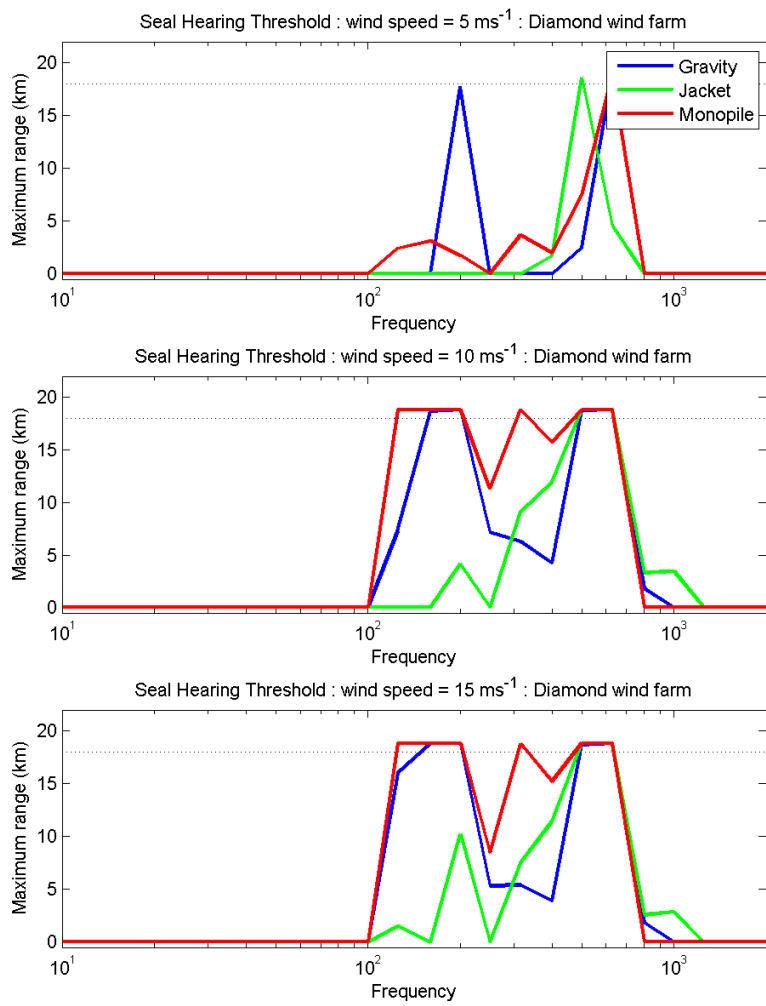 Seal Hearing Threshold : wind speed = 5 ms⁻¹ : Diamond wind farm
Maximum range (km)
20
15
10
5
0
Gravity
Jacket
Monopile
10¹
10²
10³
Frequency
Seal Hearing Threshold : wind speed = 10 ms⁻¹ : Diamond wind farm
Maximum range (km)
20
15
10
5
0
10¹
10²
10³
Frequency
Seal Hearing Threshold : wind speed = 15 ms⁻¹ : Diamond wind farm
Maximum range (km)
20
15
10
5
0
10¹
10²
10³
Frequency